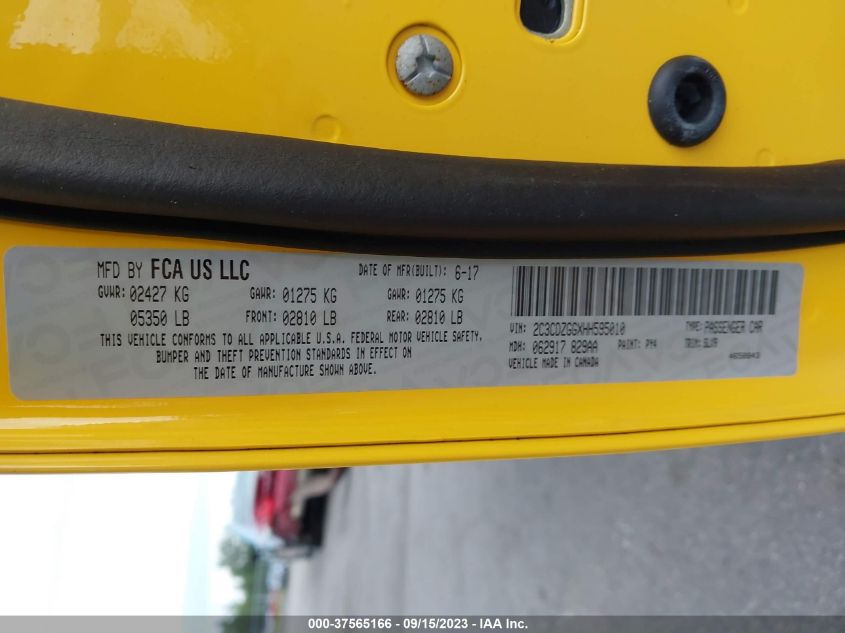 MFD BY FCA US LLC
DATE OF MFR(BUILT): 6-17
GVWR: 02427 KG GAWR: 01275 KG GAWR: 01275 KG
05350 LB FRONT: 02810 LB REAR: 02810 LB
THIS VEHICLE CONFORMS TO ALL APPLICABLE U.S.A. FEDERAL MOTOR VEHICLE SAFETY,
BUMPER AND THEFT PREVENTION STANDARDS IN EFFECT ON
THE DATE OF MANUFACTURE SHOWN ABOVE.
VIN: 2C3CDZGGXHH595010 TYPE: PASSENGER CAR
MDH: 062917 829AA PAINT: PY4 TRIM:
VEHICLE MADE IN CANADA
000-37565166 - 09/15/2023 - IAA Inc.